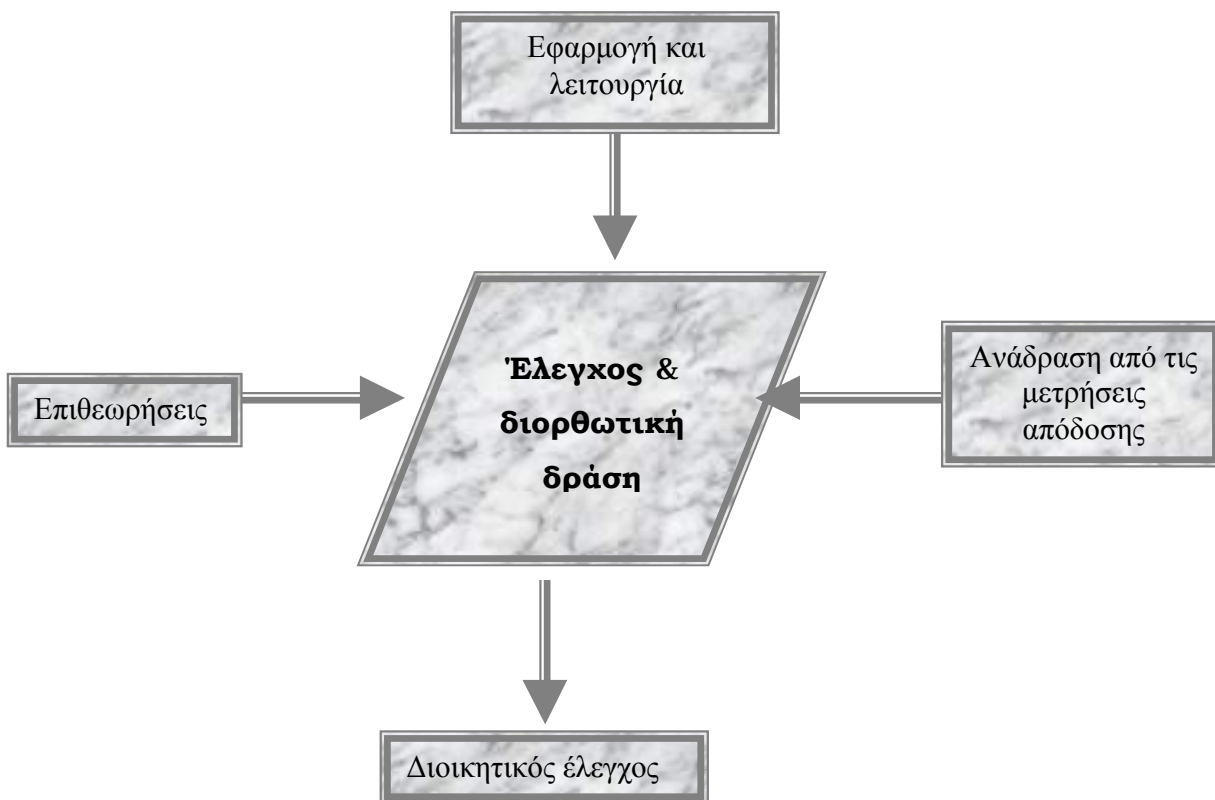 Εφαρμογή και
λειτουργία
Έλεγχος &
διορθωτική
δράση
Επιθεωρήσεις
Ανάδραση από τις
μετρήσεις
απόδοσης
Διοικητικός έλεγχος